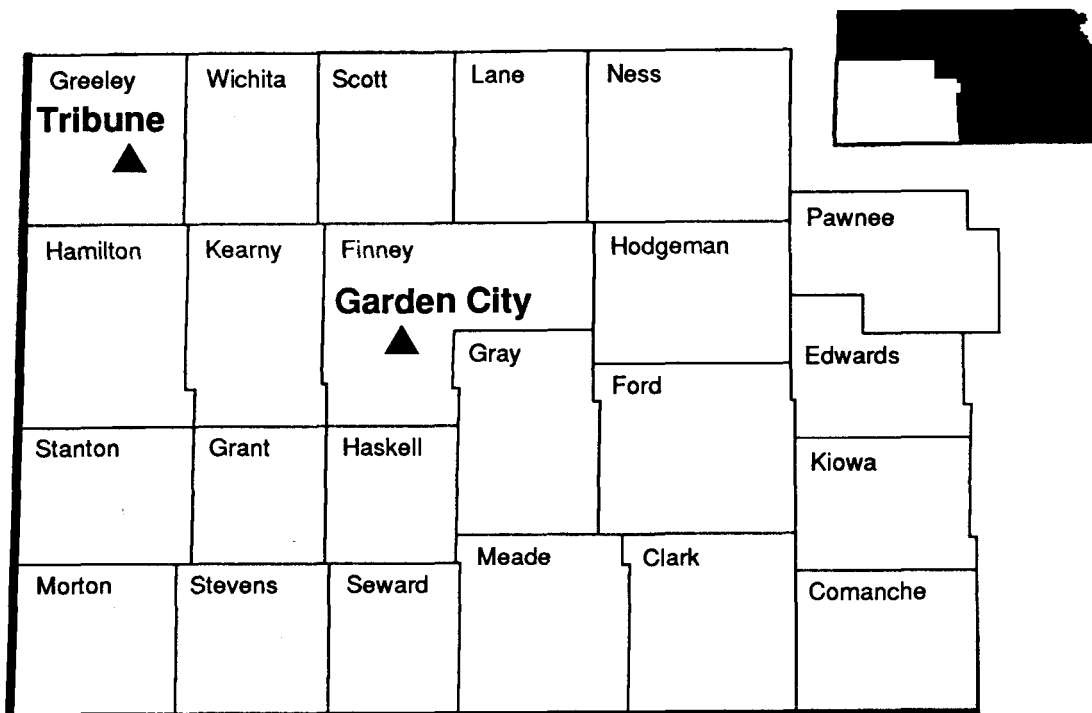 Greeley
Wichita
Scott
Lane
Ness
Tribune
Pawnee
Hamilton
Kearny
Finney
Hodgeman
Garden City
Gray
Edwards
Ford
Stanton
Grant
Haskell
Kiowa
Meade
Clark
Morton
Stevens
Seward
Comanche